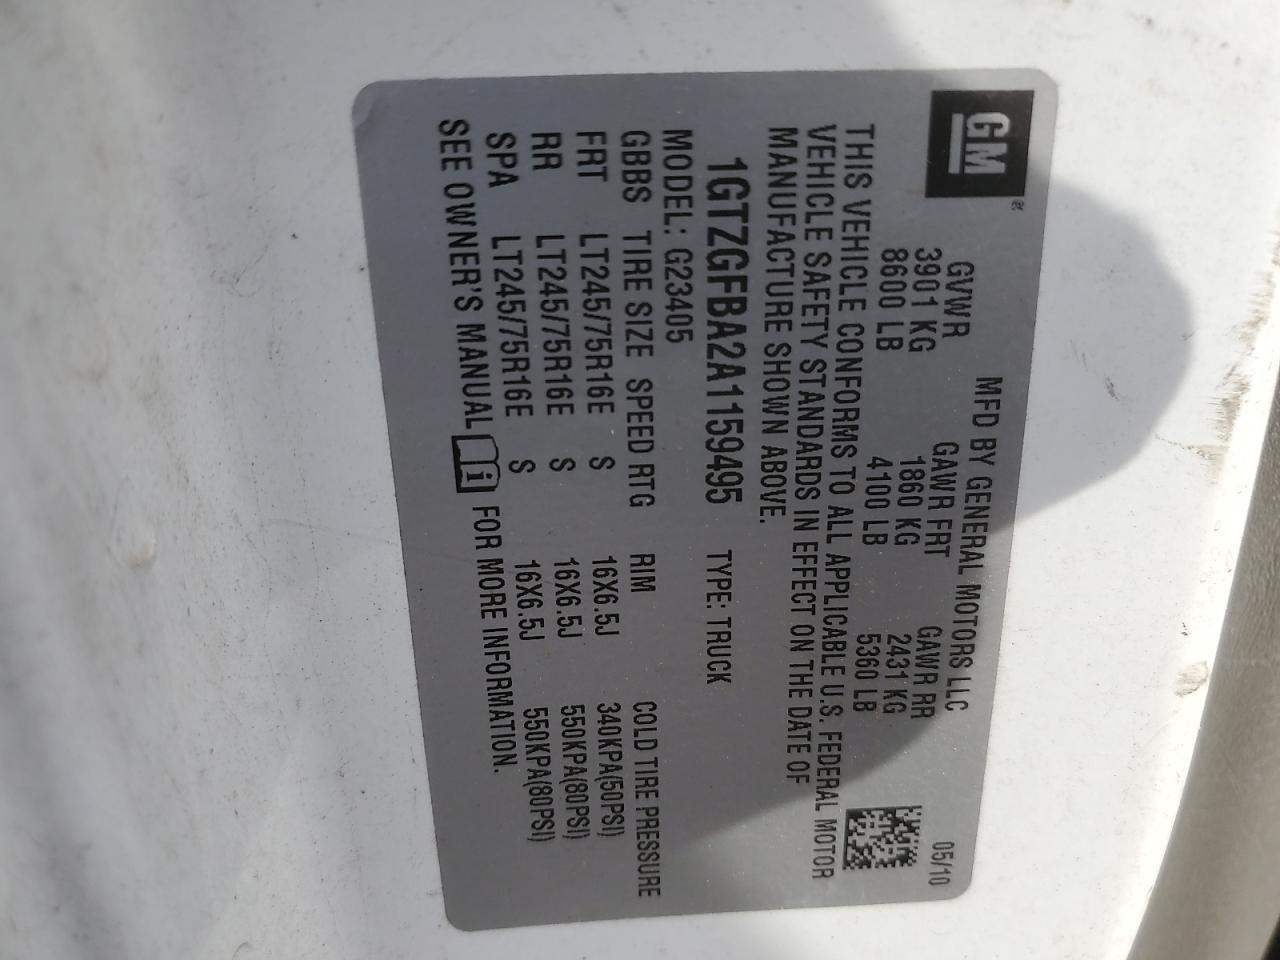 GM
MFD BY GENERAL MOTORS LLC 05/10
GVWR GAWR FRT GAWR RR
3901 KG 1860 KG 2431 KG
8600 LB 4100 LB 5360 LB
THIS VEHICLE CONFORMS TO ALL APPLICABLE U.S. FEDERAL MOTOR
VEHICLE SAFETY STANDARDS IN EFFECT ON THE DATE OF
MANUFACTURE SHOWN ABOVE.
1GTZGFBA2A1159495 TYPE: TRUCK
MODEL: G23405
GBBS TIRE SIZE SPEED RTG RIM COLD TIRE PRESSURE
FRT LT245/75R16E S 16X6.5J 340KPA(50PSI)
RR LT245/75R16E S 16X6.5J 550KPA(80PSI)
SPA LT245/75R16E S 16X6.5J 550KPA(80PSI)
SEE OWNER'S MANUAL i FOR MORE INFORMATION.